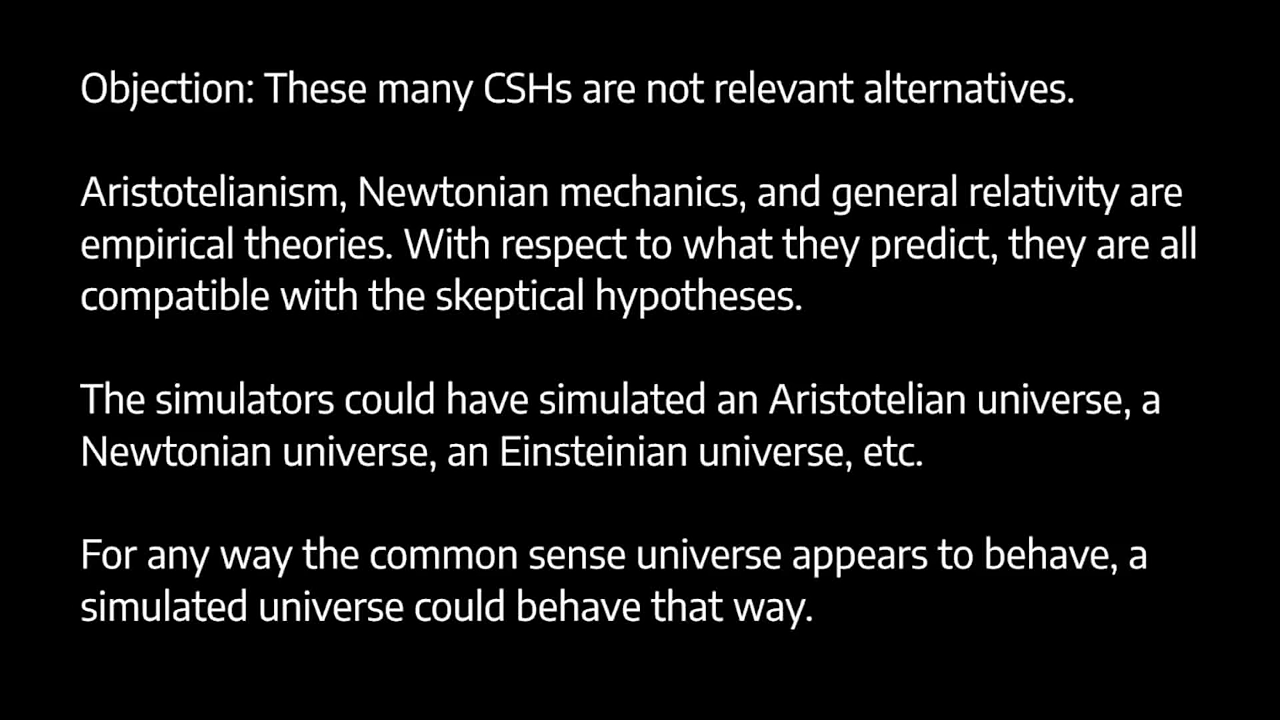 Objection: These many CSHs are not relevant alternatives.
Aristotelianism, Newtonian mechanics, and general relativity are
empirical theories. With respect to what they predict, they are all
compatible with the skeptical hypotheses.
The simulators could have simulated an Aristotelian universe, a
Newtonian universe, an Einsteinian universe, etc.
For any way the common sense universe appears to behave, a
simulated universe could behave that way.